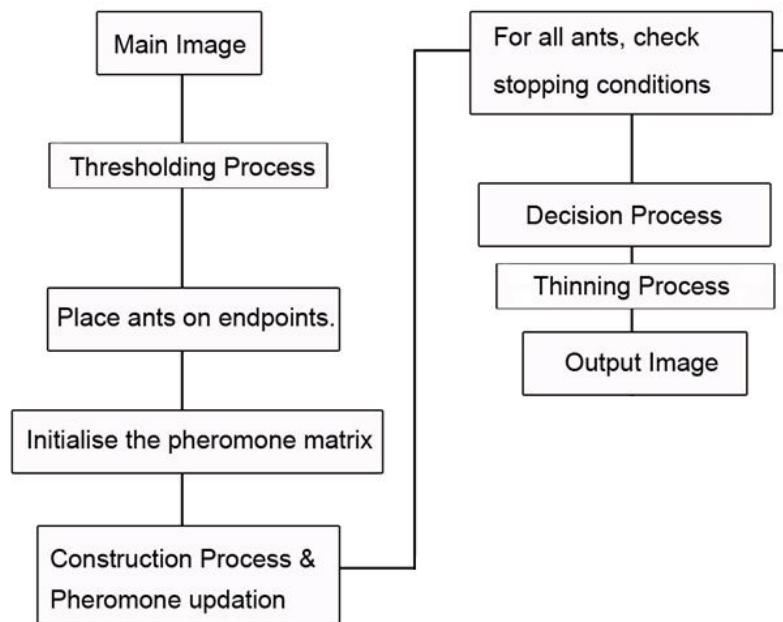 Main Image
Thresholding Process
Place ants on endpoints.
Initialise the pheromone matrix
Construction Process &
Pheromone updation
For all ants, check
stopping conditions
Decision Process
Thinning Process
Output Image